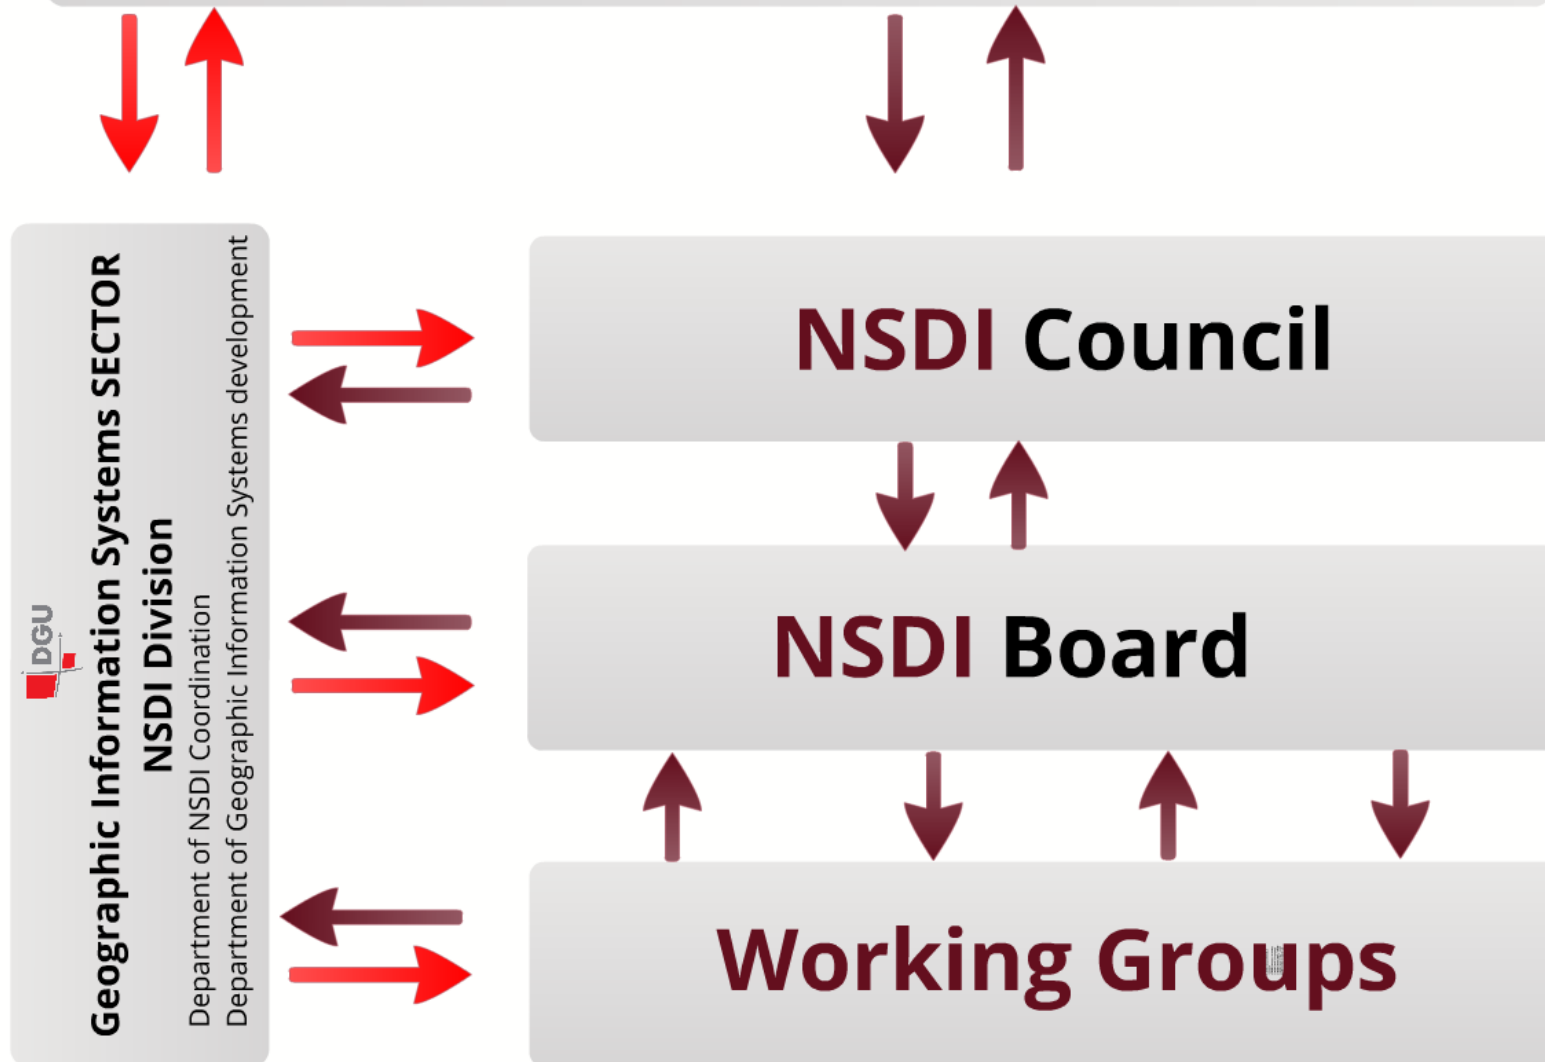 DGU
Geographic Information Systems SECTOR
NSDI Division
Department of NSDI Coordination
Department of Geographic Information Systems development
NSDI Council
NSDI Board
Working Groups